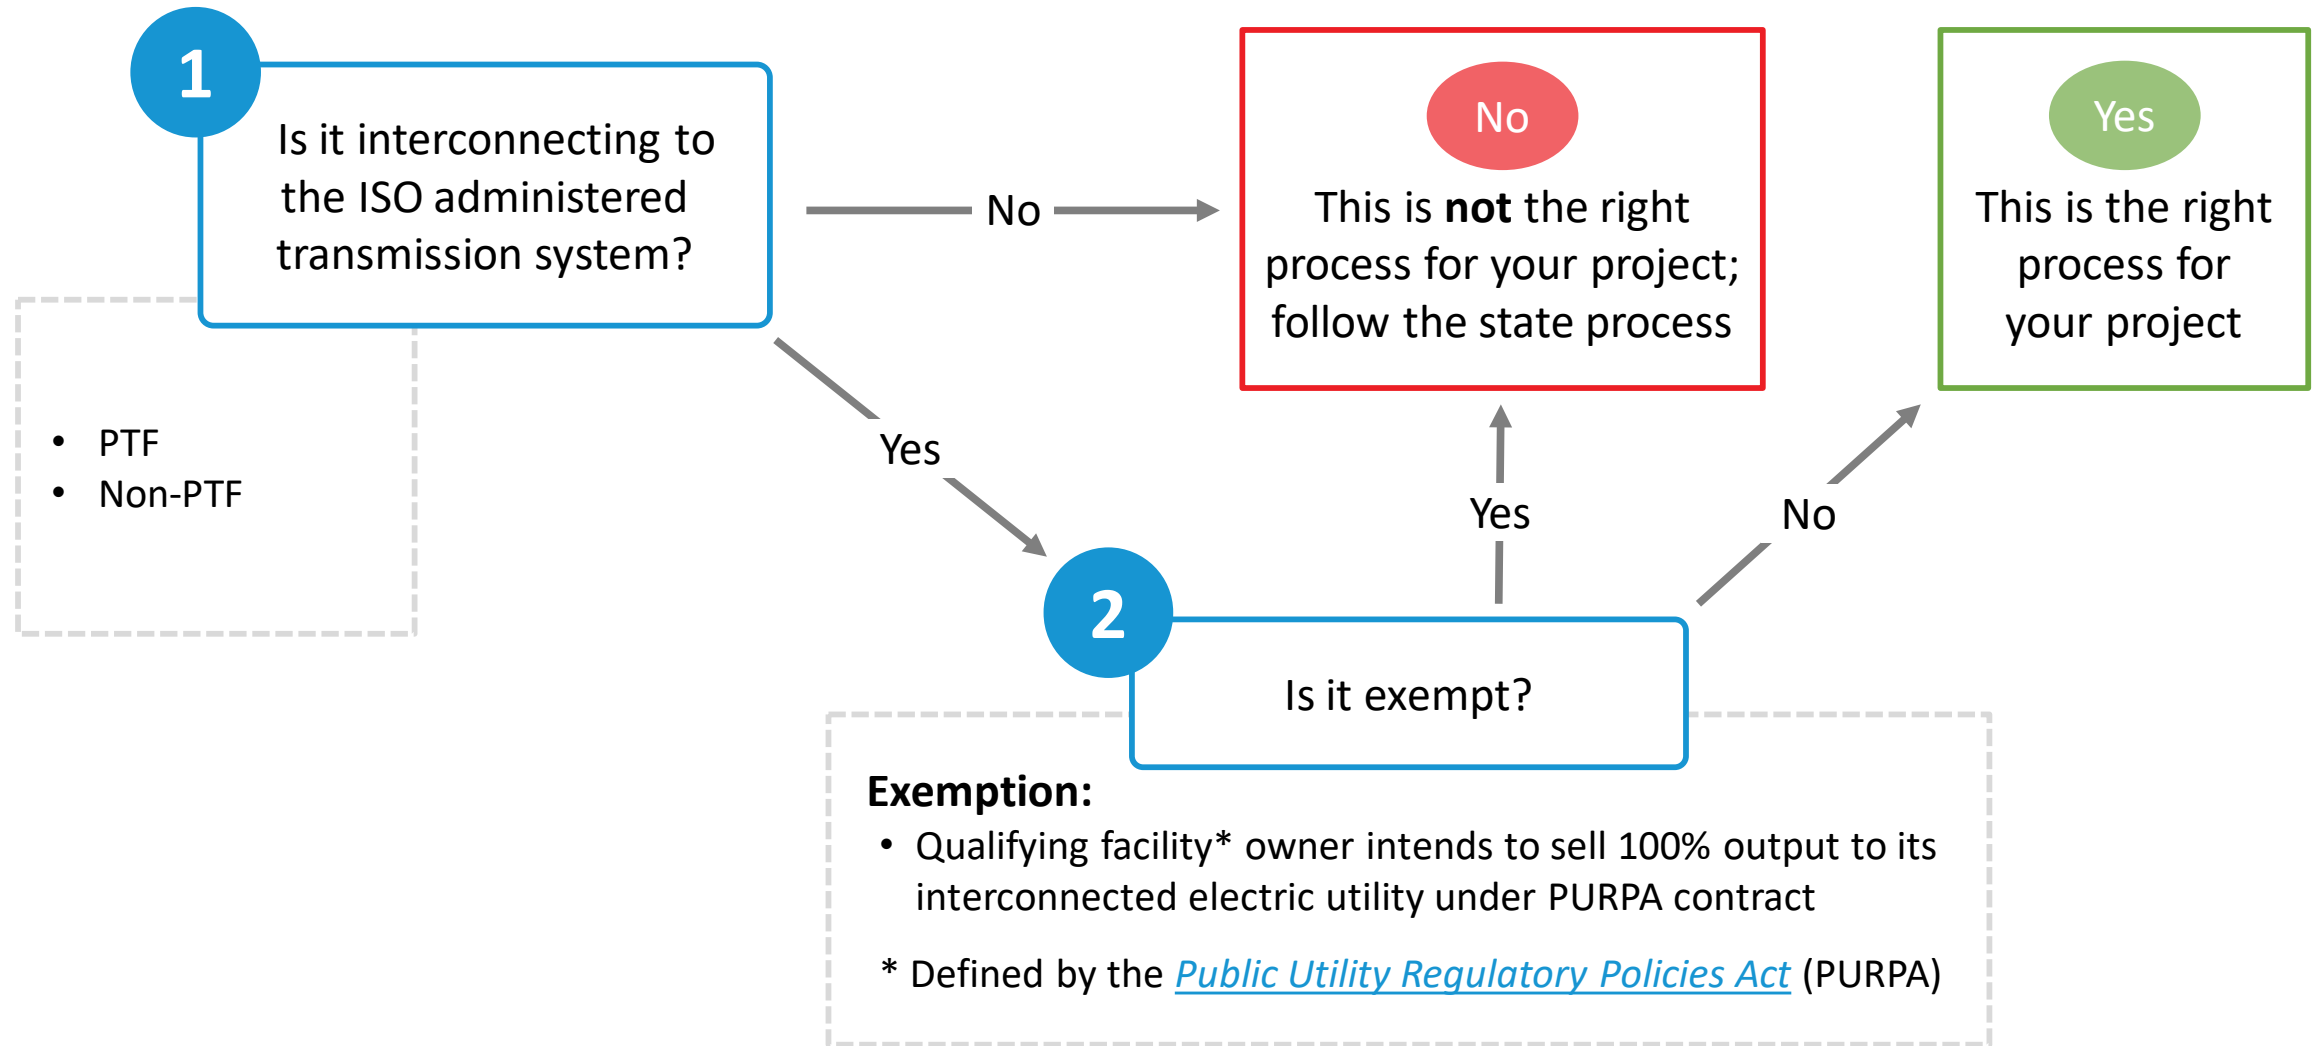 1
Is it interconnecting to
the ISO administered
transmission system?
• PTF
• Non-PTF
No
Yes
No
This is not the right
process for your project;
follow the state process
Yes
This is the right
process for
your project
Yes
No
2
Is it exempt?
Exemption:
• Qualifying facility* owner intends to sell 100% output to its
interconnected electric utility under PURPA contract
* Defined by the Public Utility Regulatory Policies Act (PURPA)